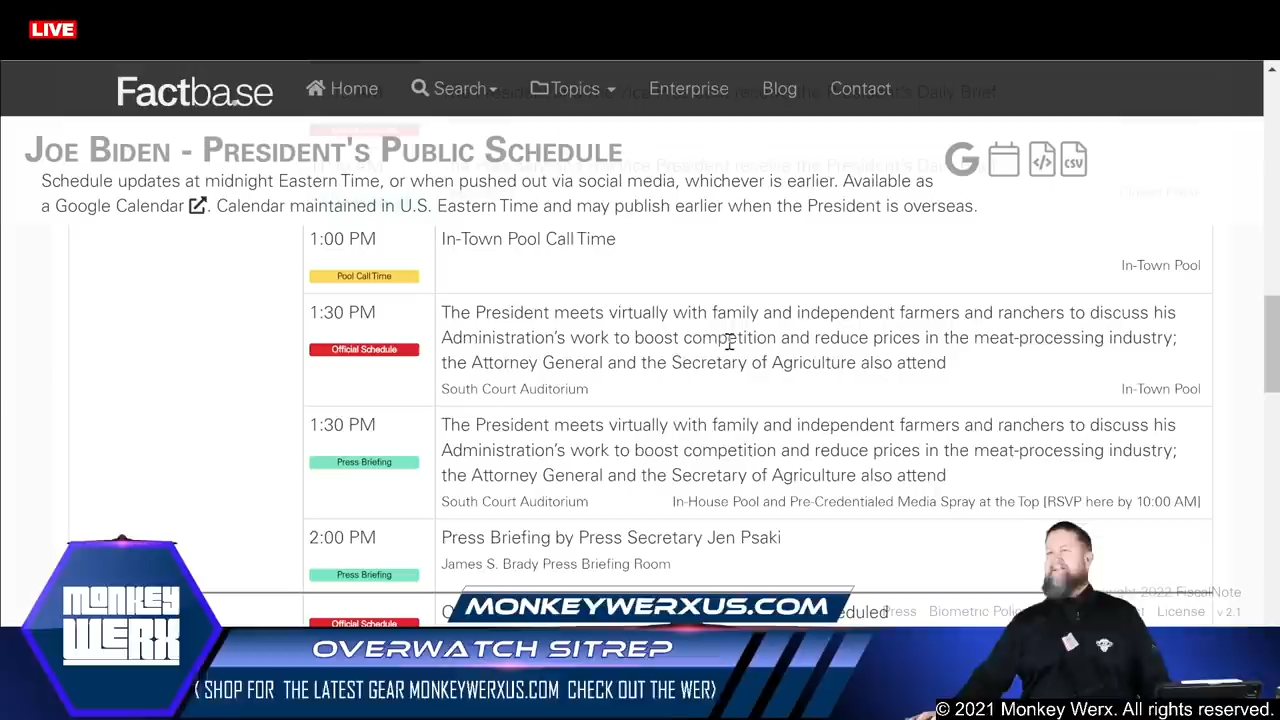 LIVE
Factbase Home Search Topics Enterprise Blog Contact
JOE BIDEN - PRESIDENT'S PUBLIC SCHEDULE
Schedule updates at midnight Eastern Time, or when pushed out via social media, whichever is earlier. Available as
a Google Calendar. Calendar maintained in U.S. Eastern Time and may publish earlier when the President is overseas.
CSV
1:00 PM In-Town Pool Call Time
Pool Call Time
In-Town Pool
1:30 PM The President meets virtually with family and independent farmers and ranchers to discuss his
Official Schedule Administration's work to boost competition and reduce prices in the meat-processing industry;
the Attorney General and the Secretary of Agriculture also attend
South Court Auditorium In-Town Pool
1:30 PM The President meets virtually with family and independent farmers and ranchers to discuss his
Press Briefing Administration's work to boost competition and reduce prices in the meat-processing industry;
the Attorney General and the Secretary of Agriculture also attend
South Court Auditorium In-House Pool and Pre-Credentialed Media Spray at the Top [RSVP here by 10:00 AM]
2:00 PM Press Briefing by Press Secretary Jen Psaki
James S. Brady Press Briefing Room
Press Briefing
2022 FiscalNote
Official Schedule
Press Biometric License v 2.1
MONKEY
WERX
MONKEYWERXUS.COM
OVERWATCH SITREP
SHOP FOR THE LATEST GEAR MONKEYWERXUS.COM CHECK OUT THE
© 2021 Monkey Werx. All rights reserved.